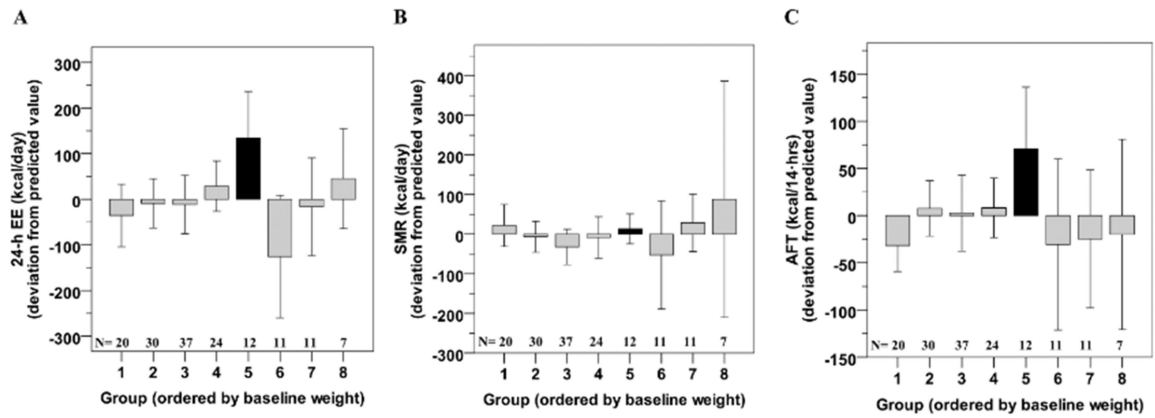 A
24-h EE (kcal/day)
(deviation from predicted value)
300
200
100
0
-100
-200
-300
N= 20 30 37 24 12 11 11 7
1 2 3 4 5 6 7 8
Group (ordered by baseline weight)
B
SMR (kcal/day)
(deviation from predicted value)
400
300
200
100
0
-100
-200
-300
N= 20 30 37 24 12 11 11 7
1 2 3 4 5 6 7 8
Group (ordered by baseline weight)
C
AFT (kcal/14·hrs)
(deviation from predicted value)
150
100
50
0
-50
-100
-150
N= 20 30 37 24 12 11 11 7
1 2 3 4 5 6 7 8
Group (ordered by baseline weight)